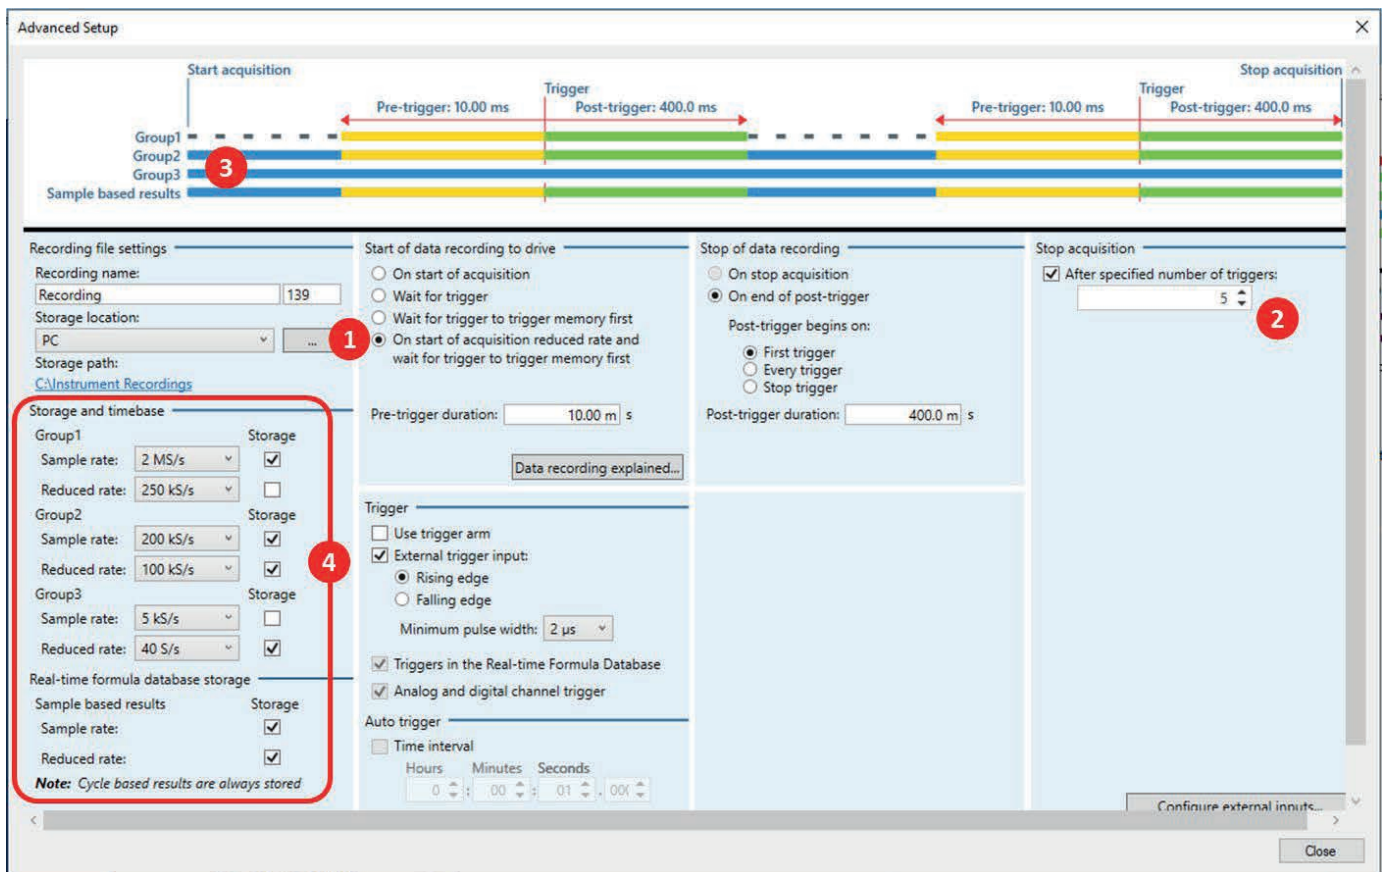 Advanced Setup
Start acquisition
Stop acquisition
Trigger
Trigger
Pre-trigger: 10.00 ms
Post-trigger: 400.0 ms
Pre-trigger: 10.00 ms
Post-trigger: 400.0 ms
Group1
Group2
3
Group3
Sample based results
Recording file settings
Recording name:
Recording
139
Storage location:
PC
...
1
Storage path:
C:\Instrument Recordings
Storage and timebase
Group1
Storage
Sample rate:
2 MS/s
Reduced rate:
250 kS/s
Group2
Storage
Sample rate:
200 kS/s
Reduced rate:
100 kS/s
4
Group3
Storage
Sample rate:
5 kS/s
Reduced rate:
40 S/s
Real-time formula database storage
Sample based results
Storage
Sample rate:
Reduced rate:
Note: Cycle based results are always stored
Start of data recording to drive
On start of acquisition
Wait for trigger
Wait for trigger to trigger memory first
On start of acquisition reduced rate and
wait for trigger to trigger memory first
Pre-trigger duration:
10.00 m
s
Data recording explained...
Trigger
Use trigger arm
External trigger input:
Rising edge
Falling edge
Minimum pulse width:
2 µs
Triggers in the Real-time Formula Database
Analog and digital channel trigger
Auto trigger
Time interval
Hours
Minutes
Seconds
0
:
00
:
01
.
Stop of data recording
On stop acquisition
On end of post-trigger
Post-trigger begins on:
First trigger
Every trigger
Stop trigger
Post-trigger duration:
400.0 m
s
Stop acquisition
After specified number of triggers:
5
2
Configure external inputs...
Close